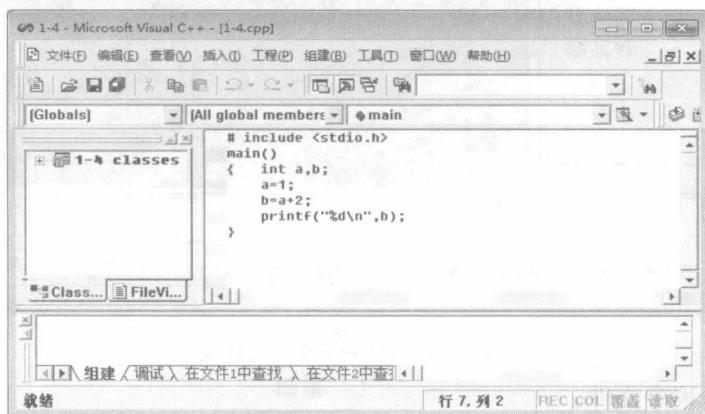 1-4 - Microsoft Visual C++ - [1-4.cpp]
文件(F) 编辑(E) 查看(V) 插入(I) 工程(P) 组建(B) 工具(T) 窗口(W) 帮助(H)
(Globals) (All global members main
# include <stdio.h>
main()
{ int a,b;
a=1;
b=a+2;
printf("%d\n",b);
}
1-4 classes
Class... FileVi...
组建 调试 在文件1中查找 在文件2中查
就绪 行 7, 列 2 REC COL 覆盖 读取